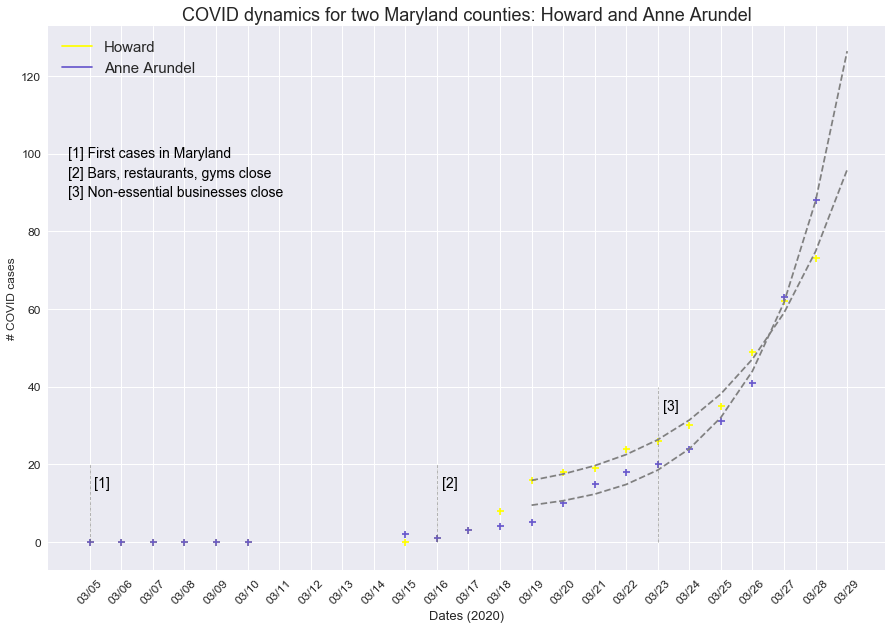 COVID dynamics for two Maryland counties: Howard and Anne Arundel
Howard
Anne Arundel
[1] First cases in Maryland
[2] Bars, restaurants, gyms close
[3] Non-essential businesses close
# COVID cases
120
100
80
60
40
20
0
[1]
[2]
[3]
03/05 03/06 03/07 03/08 03/09 03/10 03/11 03/12 03/13 03/14 03/15 03/16 03/17 03/18 03/19 03/20 03/21 03/22 03/23 03/24 03/25 03/26 03/27 03/28 03/29
Dates (2020)